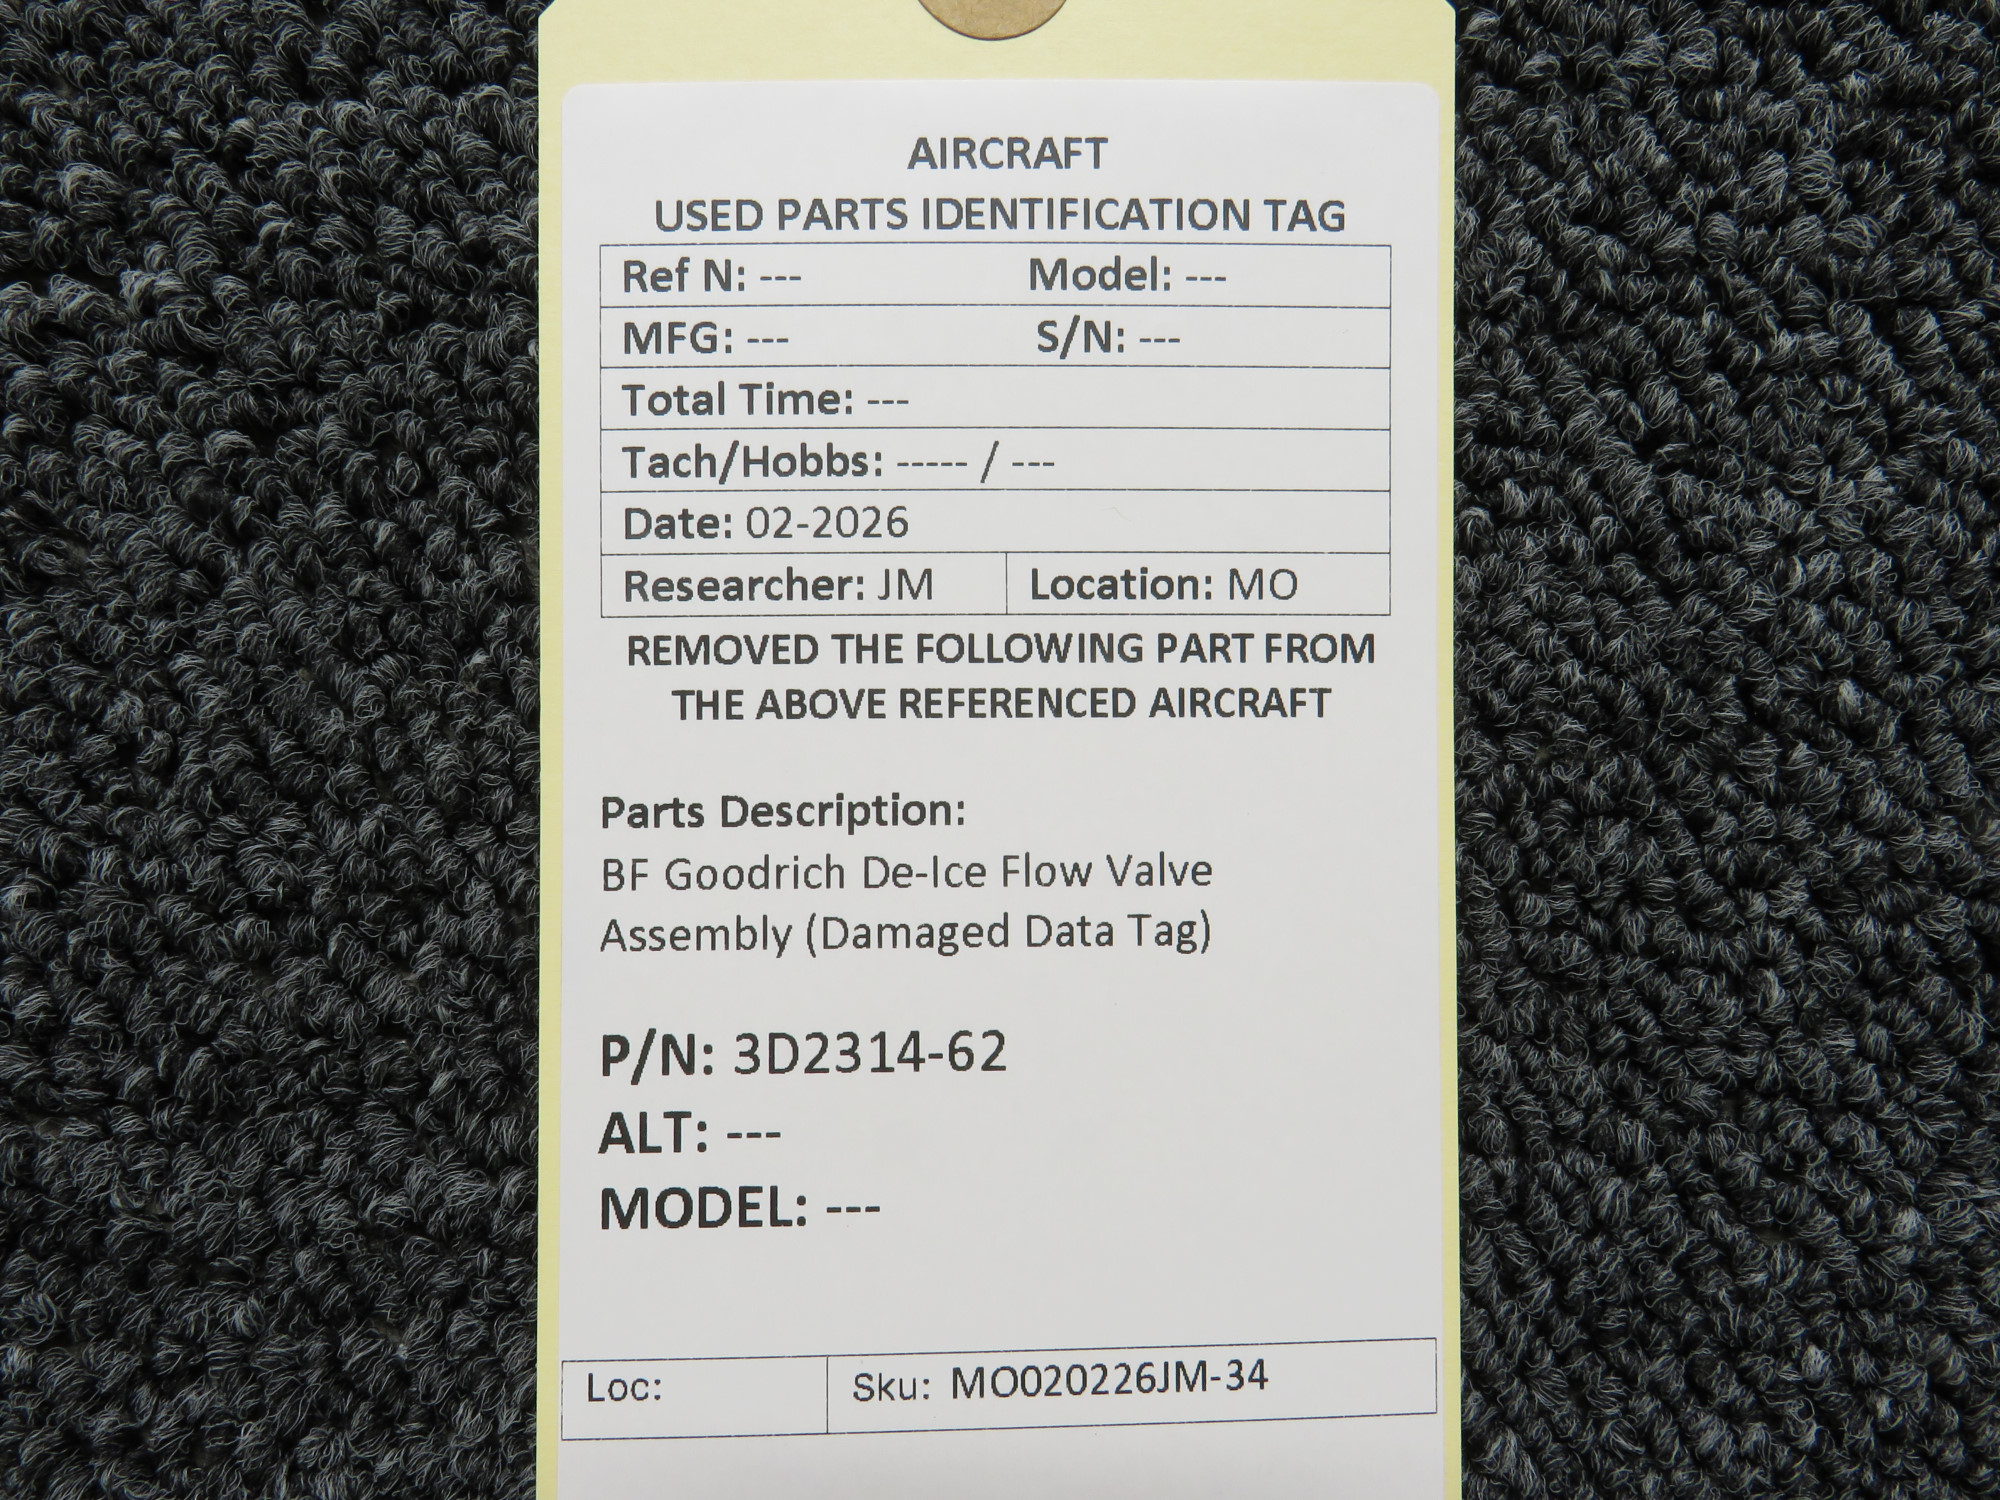 AIRCRAFT
USED PARTS IDENTIFICATION TAG
Ref N: --- Model: ---
MFG: --- S/N: ---
Total Time: ---
Tach/Hobbs: ----- / ---
Date: 02-2026
Researcher: JM Location: MO
REMOVED THE FOLLOWING PART FROM
THE ABOVE REFERENCED AIRCRAFT
Parts Description:
BF Goodrich De-Ice Flow Valve
Assembly (Damaged Data Tag)
P/N: 3D2314-62
ALT: ---
MODEL: ---
Loc: Sku: MO020226JM-34